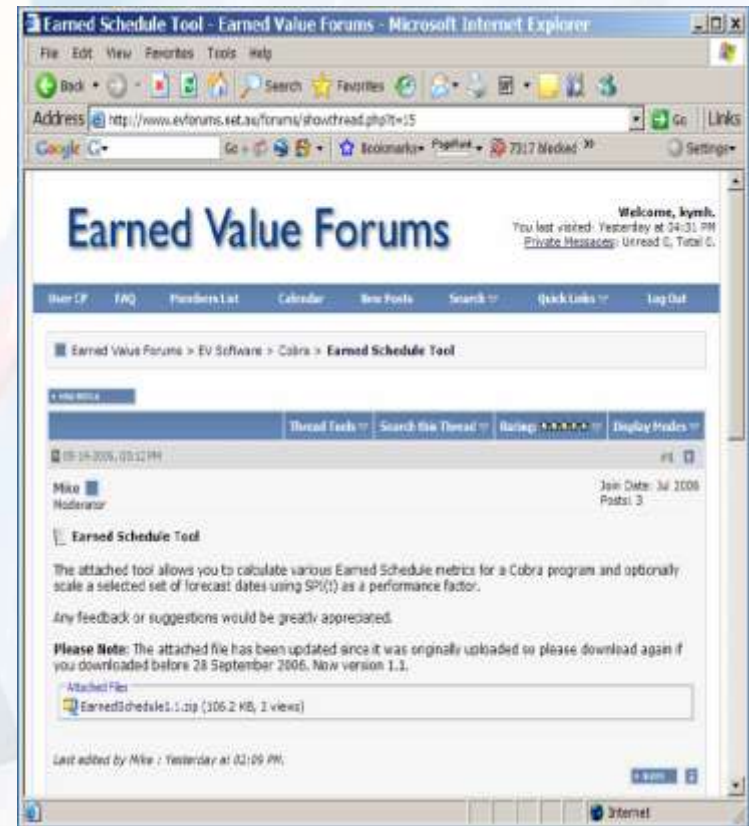 Earned Schedule Tool - Earned Value Forums - Microsoft Internet Explorer
File Edit View Favorites Tools Help
Back Search Favorites
Address http://www.evforums.net.au/forums/showthread.php?t=15 Go Links
Google G Go Bookmarks PageRank 7317 blocked Settings
Earned Value Forums
Welcome, kymh.
You last visited: Yesterday at 04:31 PM
Private Messages: Unread 0, Total 0.
User CP FAQ Members List Calendar New Posts Search Quick Links Log Out
Earned Value Forums > EV Software > Cobra > Earned Schedule Tool
Thread Tools Search this Thread Rating: Display Modes
03:12 PM #1
Mike
Moderator
Join Date: Jul 2006
Posts: 3
Earned Schedule Tool
The attached tool allows you to calculate various Earned Schedule metrics for a Cobra program and optionally
scale a selected set of forecast dates using SPI(t) as a performance factor.
Any feedback or suggestions would be greatly appreciated.
Please Note: The attached file has been updated since it was originally uploaded so please download again if
you downloaded before 28 September 2006. Now version 1.1.
Attached Files
EarnedSchedule1.1.zip (106.2 KB, 2 views)
Last edited by Mike : Yesterday at 02:09 PM.
Internet